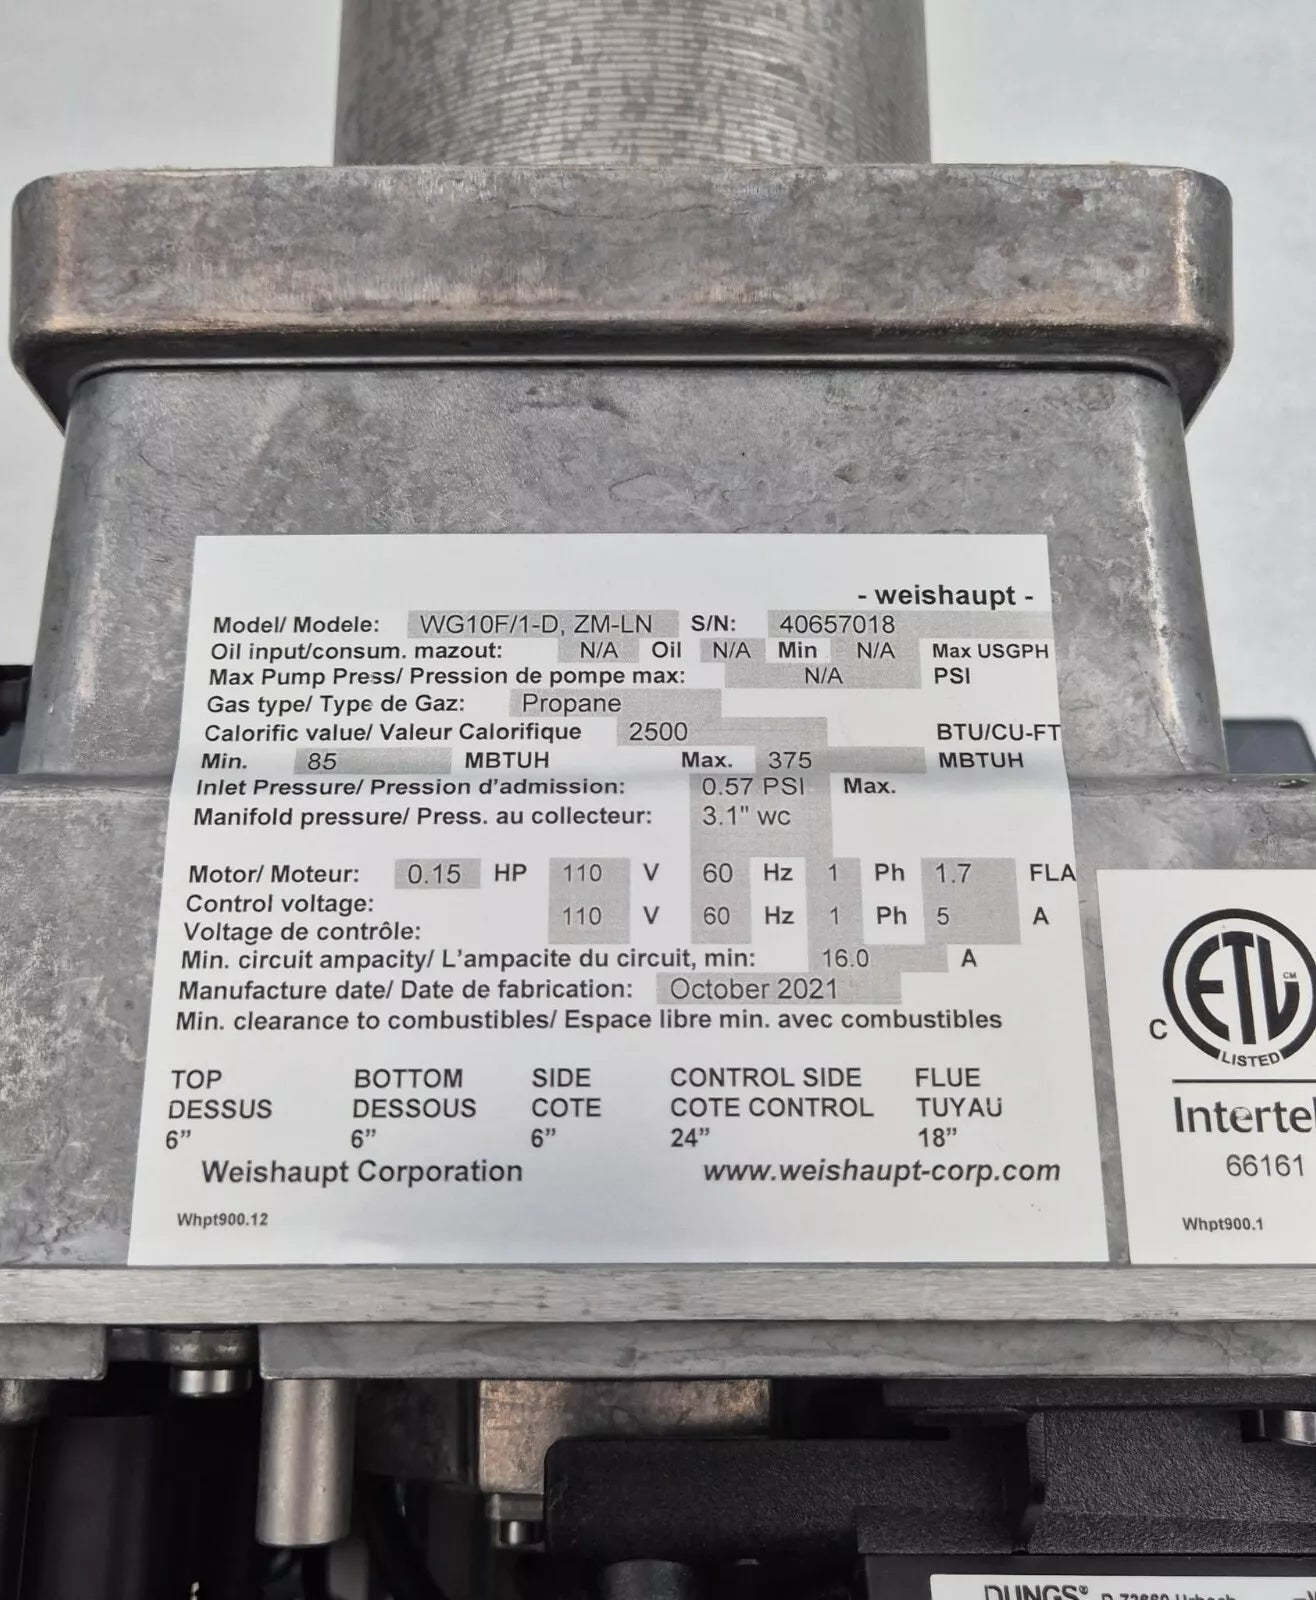 - weishaupt -
Model/ Modele: WG10F/1-D, ZM-LN S/N: 40657018
Oil input/consum. mazout: N/A Oil N/A Min N/A Max USGPH
Max Pump Press/ Pression de pompe max: N/A PSI
Gas type/ Type de Gaz: Propane
Calorific value/ Valeur Calorifique 2500 BTU/CU-FT
Min. 85 MBTUH Max. 375 MBTUH
Inlet Pressure/ Pression d'admission: 0.57 PSI Max.
Manifold pressure/ Press. au collecteur: 3.1" wc
Motor/ Moteur: 0.15 HP 110 V 60 Hz 1 Ph 1.7 FLA
Control voltage:
Voltage de contrôle: 110 V 60 Hz 1 Ph 5 A
Min. circuit ampacity/ L'ampacite du circuit, min: 16.0 A
Manufacture date/ Date de fabrication: October 2021
Min. clearance to combustibles/ Espace libre min. avec combustibles
TOP BOTTOM SIDE CONTROL SIDE FLUE
DESSUS DESSOUS COTE COTE CONTROL TUYAU
6" 6" 6" 24" 18"
Weishaupt Corporation www.weishaupt-corp.com
Whpt900.12
C ETL CM
LISTED
Intertek
66161
Whpt900.1
DUNGS®